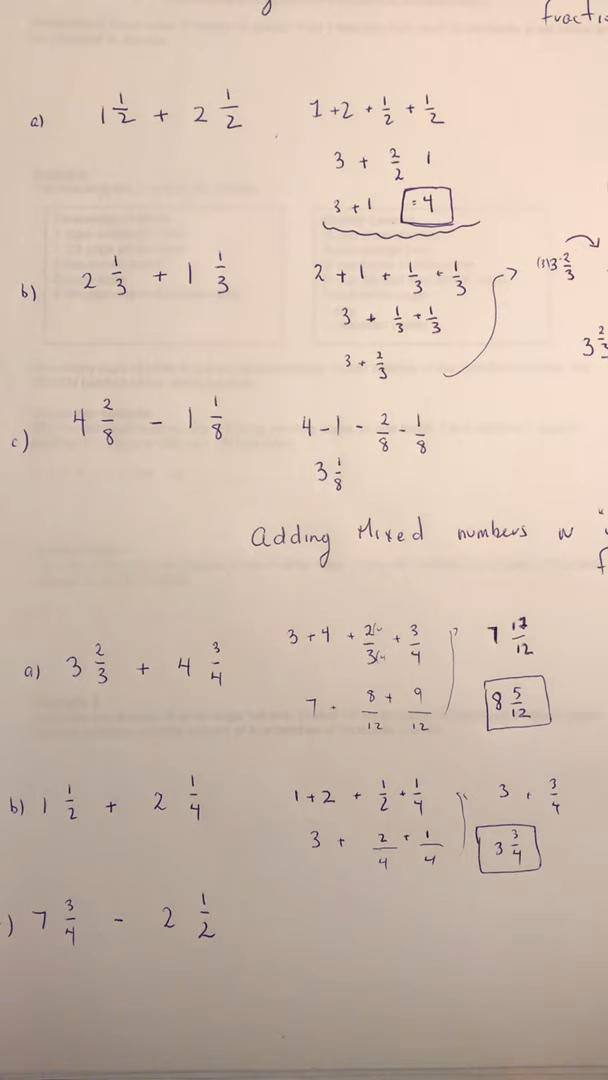 fractio
a) 1 1/2 + 2 1/2
1+2 + 1/2 + 1/2
3 + 2/2 1
3 + 1 = 4
b) 2 1/3 + 1 1/3
2 + 1 + 1/3 + 1/3
3 + 1/3 + 1/3
3 + 2/3
3 2/3
c) 4 2/8 - 1 1/8
4 - 1 - 2/8 - 1/8
3 1/8
Adding Mixed numbers w
a) 3 2/3 + 4 3/4
3 + 4 + 2/3 + 3/4
7 + 8/12 + 9/12
7 17/12
8 5/12
b) 1 1/2 + 2 1/4
1+2 + 1/2 + 1/4
3 + 2/4 + 1/4
3 + 3/4
3 3/4
) 7 3/4 - 2 1/2